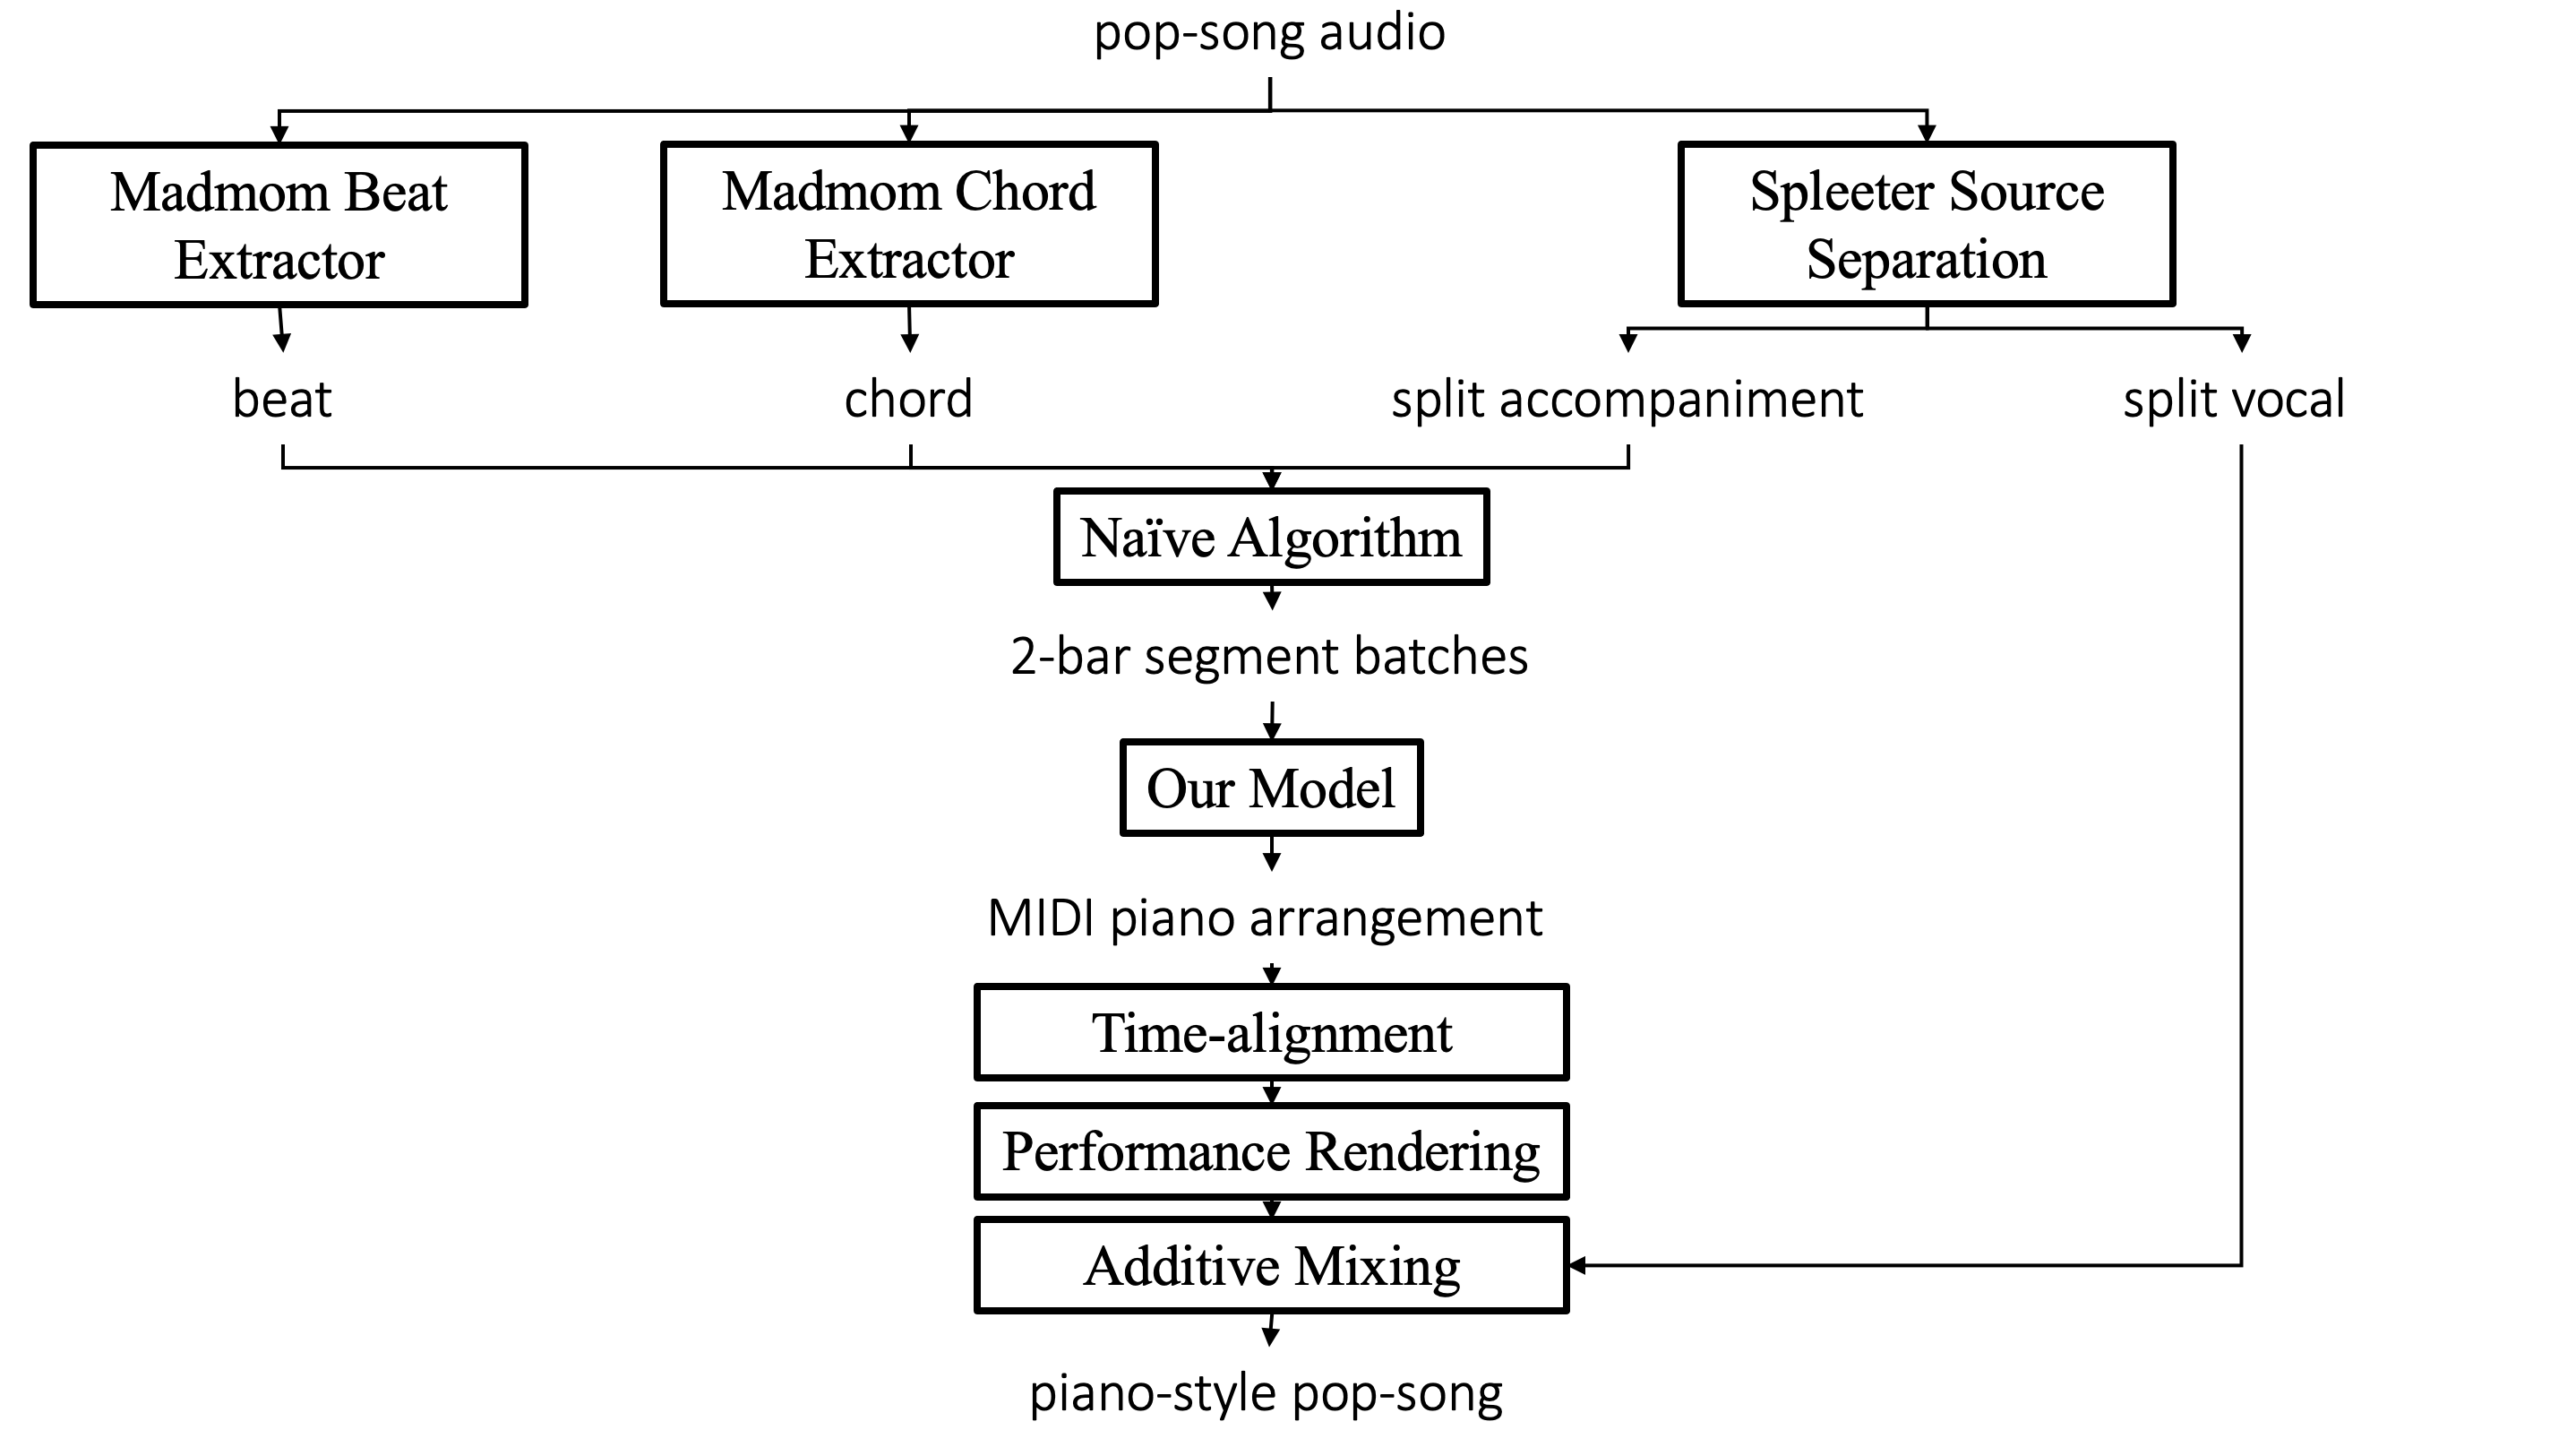 pop-song audio
Madmom Beat
Extractor
Madmom Chord
Extractor
Spleeter Source
Separation
beat
chord
split accompaniment
split vocal
Naïve Algorithm
2-bar segment batches
Our Model
MIDI piano arrangement
Time-alignment
Performance Rendering
Additive Mixing
piano-style pop-song